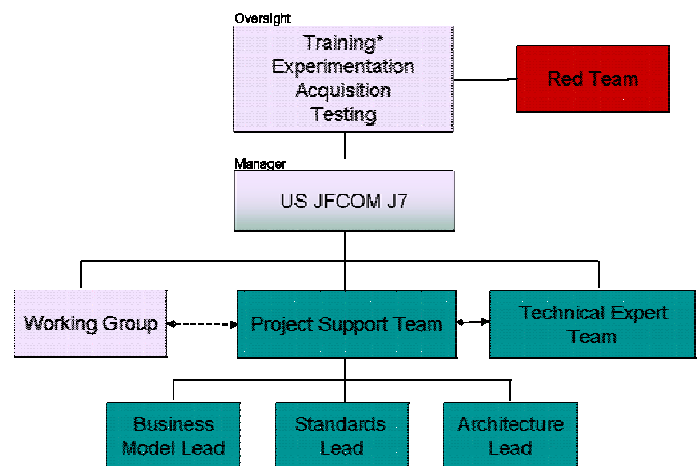 Oversight
Training*
Experimentation
Acquisition
Testing
Red Team
Manager
US JFCOM J7
Working Group
Project Support Team
Technical Expert
Team
Business
Model Lead
Standards
Lead
Architecture
Lead